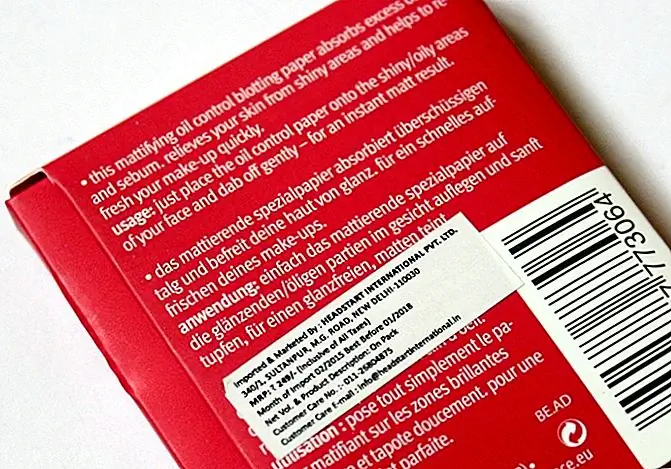 • this mattifying oil control blotting paper absorbs excess
and sebum. relieves your skin from shiny areas and helps to re-
fresh your make-up quickly.
usage: just place the oil control paper onto the shiny/oily areas
of your face and dab off gently – for an instant matt result.
• das mattierende spezialpapier absorbiert überschüssigen
talg und befreit deine haut von glanz. für ein schnelles auf-
frischen deines make-ups.
anwendung: einfach das mattierende spezialpapier auf
die glänzenden/öligen partien im gesicht auflegen und sanft
tupfen, für einen glanzfreien, matten teint.
Imported & Marketed By : HEADSTART INTERNATIONAL PVT. LTD.
340/1, SULTANPUR, M.G. ROAD, NEW DELHI-110030
MRP: ₹ 249/- (Inclusive of All Taxes)
Month of Import 02/2015 Best Before 01/2018
Net Vol. & Product Description: On Pack
Customer Care No. :- 011-26804875
Customer Care E-mail : info@headstartinternational.in
utilisation : pose tout simplement le pa-
matifiant sur les zones brillantes
et tapote doucement. pour une
parfaite.
4773064
BE.AD
ce.eu